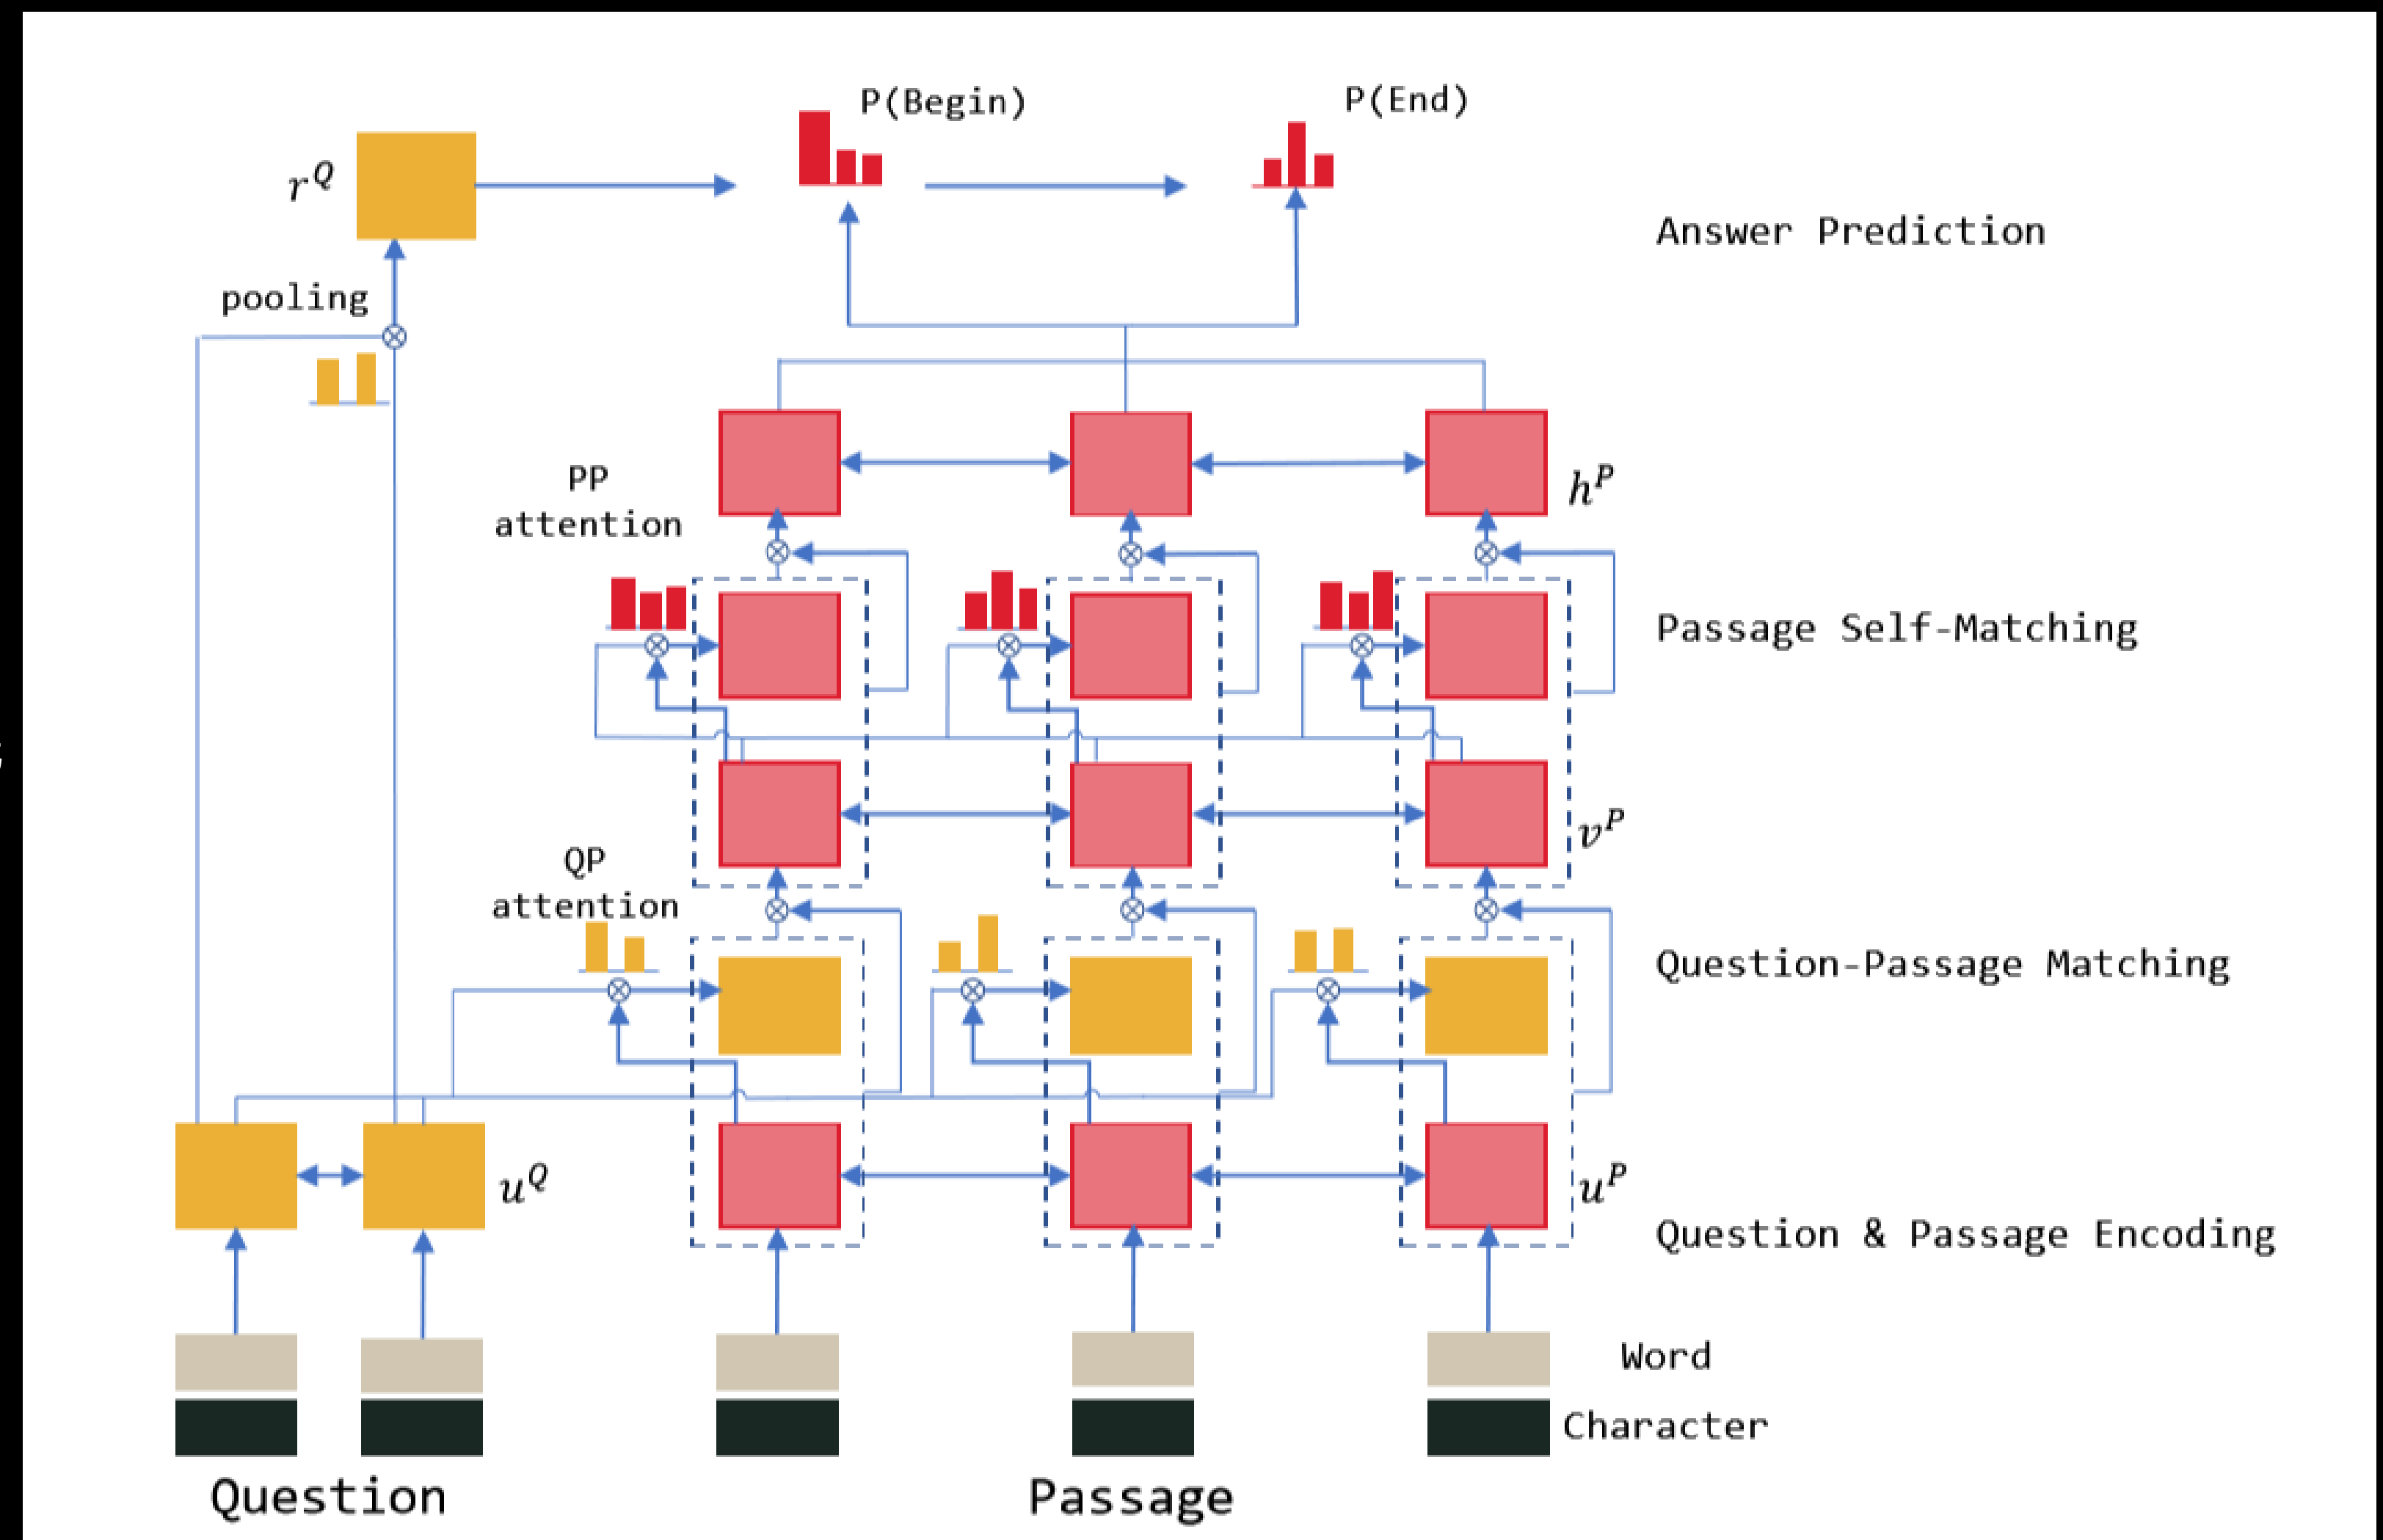 P(Begin)
P(End)
r^Q
Answer Prediction
pooling
PP
attention
h^P
Passage Self-Matching
v^P
QP
attention
Question-Passage Matching
u^Q
u^P
Question & Passage Encoding
Word
Character
Question
Passage